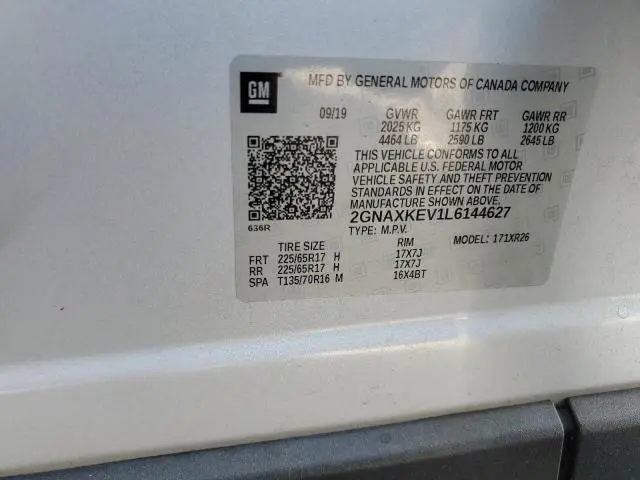 GM
MFD BY GENERAL MOTORS OF CANADA COMPANY
09/19 GVWR GAWR FRT GAWR RR
2025 KG 1175 KG 1200 KG
4464 LB 2590 LB 2645 LB
THIS VEHICLE CONFORMS TO ALL
APPLICABLE U.S. FEDERAL MOTOR
VEHICLE SAFETY AND THEFT PREVENTION
STANDARDS IN EFFECT ON THE DATE OF
MANUFACTURE SHOWN ABOVE.
2GNAXKEV1L6144627
636R
TYPE: M.P.V. MODEL: 171XR26
TIRE SIZE RIM
FRT 225/65R17 H 17X7J
RR 225/65R17 H 17X7J
SPA T135/70R16 M 16X4BT